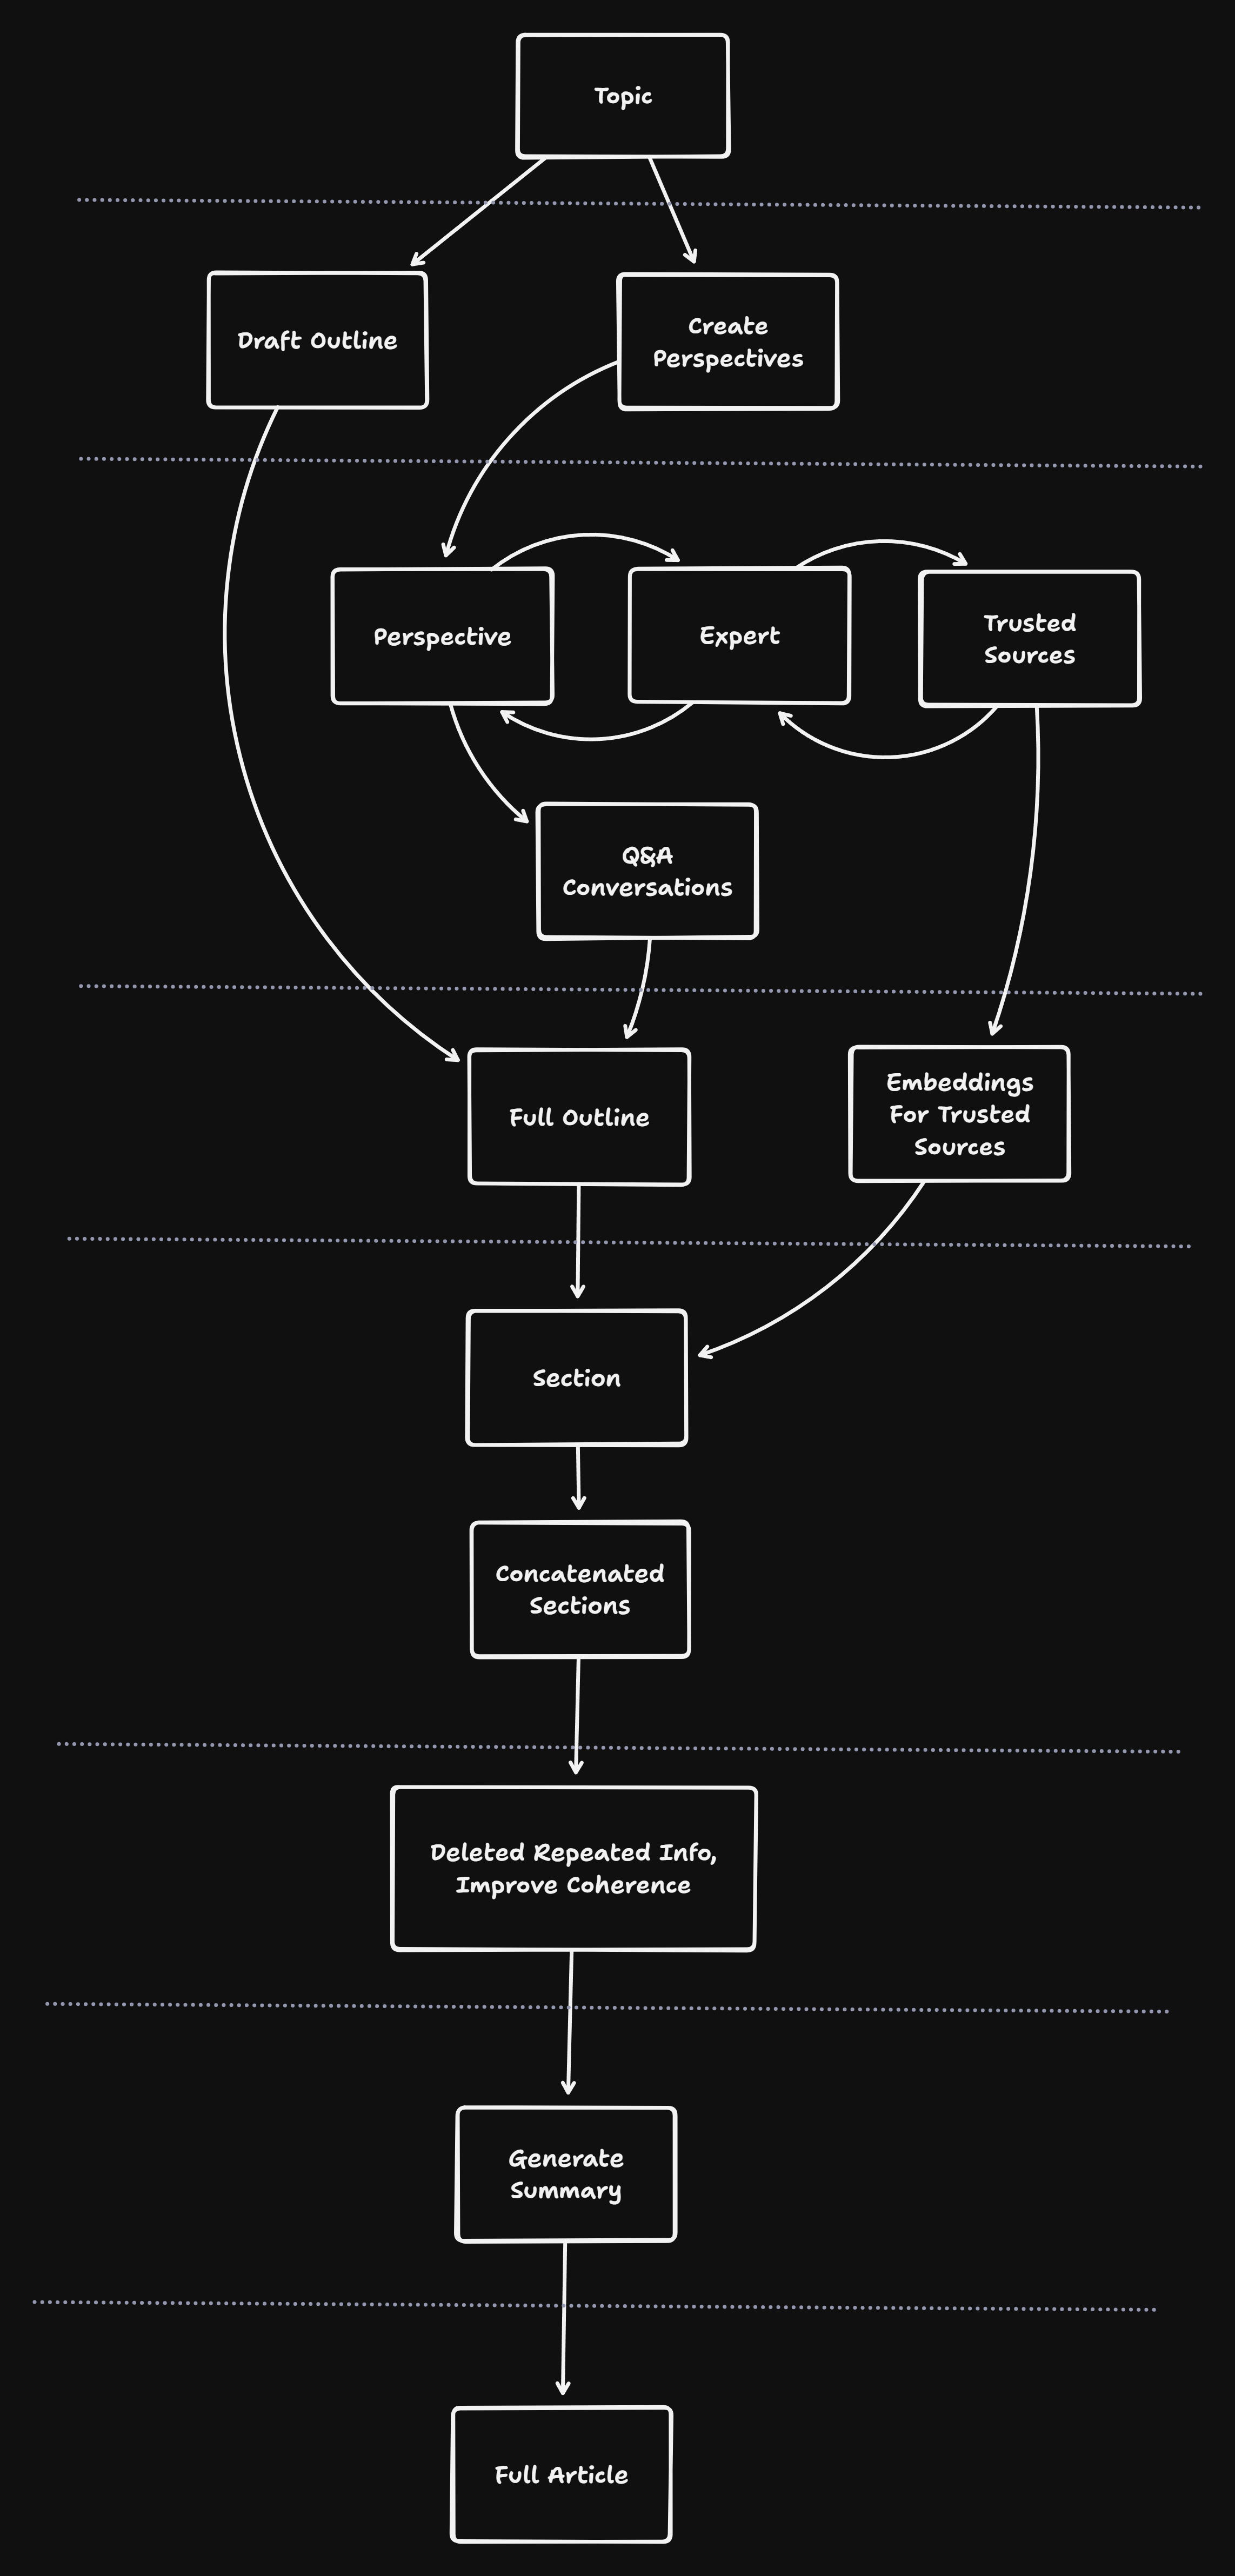 Topic
Draft Outline
Create
Perspectives
Perspective
Expert
Trusted
Sources
Q&A
Conversations
Full Outline
Embeddings
For Trusted
Sources
Section
Concatenated
Sections
Deleted Repeated Info,
Improve Coherence
Generate
Summary
Full Article